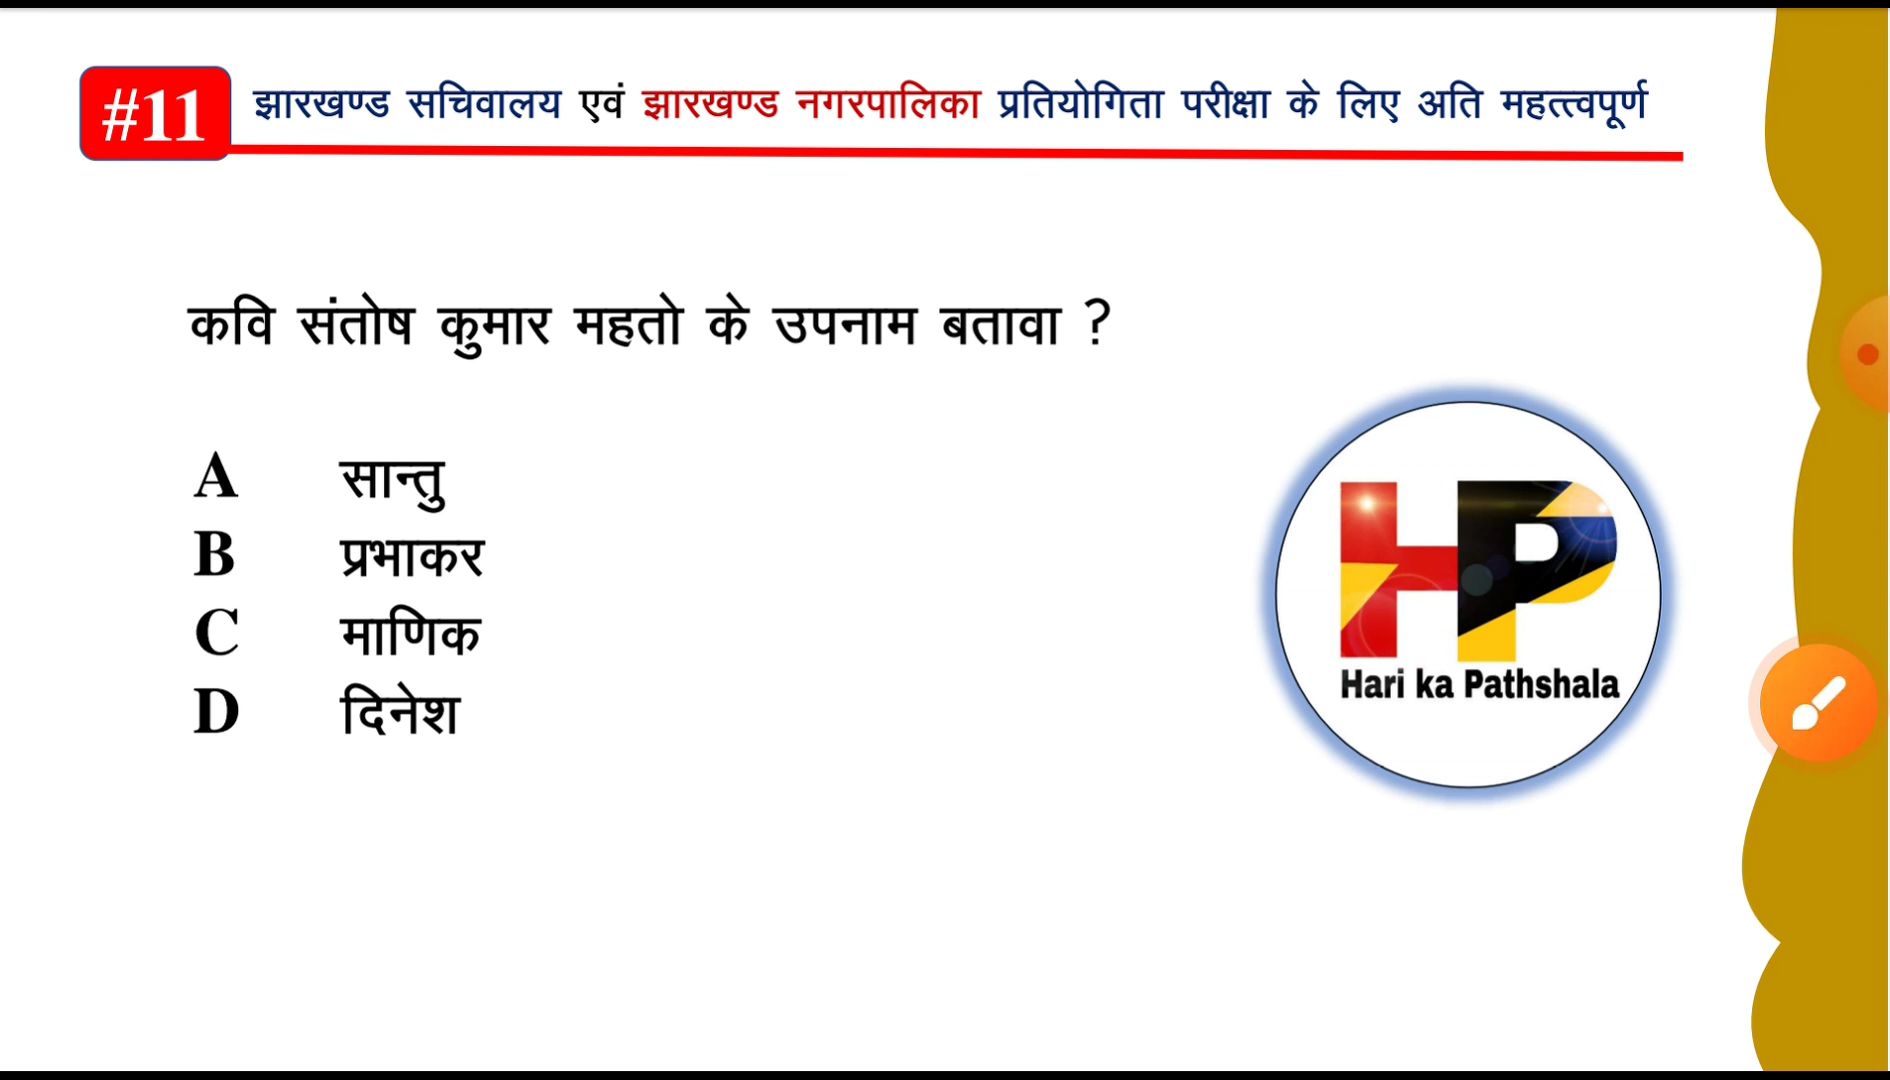 #11 झारखण्ड सचिवालय एवं झारखण्ड नगरपालिका प्रतियोगिता परीक्षा के लिए अति महत्त्वपूर्ण
कवि संतोष कुमार महतो के उपनाम बतावा ?
A सान्तु
B प्रभाकर
C माणिक
D दिनेश
HP
Hari ka Pathshala